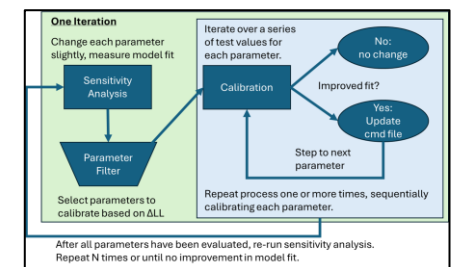 One Iteration
Change each parameter
slightly, measure model fit
Sensitivity
Analysis
Parameter
Filter
Select parameters to
calibrate based on ΔLL
Iterate over a series
of test values for
each parameter.
Calibration
No:
no change
Improved fit?
Yes:
Update
cmd file
Step to next
parameter
Repeat process one or more times, sequentially
calibrating each parameter.
After all parameters have been evaluated, re-run sensitivity analysis.
Repeat N times or until no improvement in model fit.